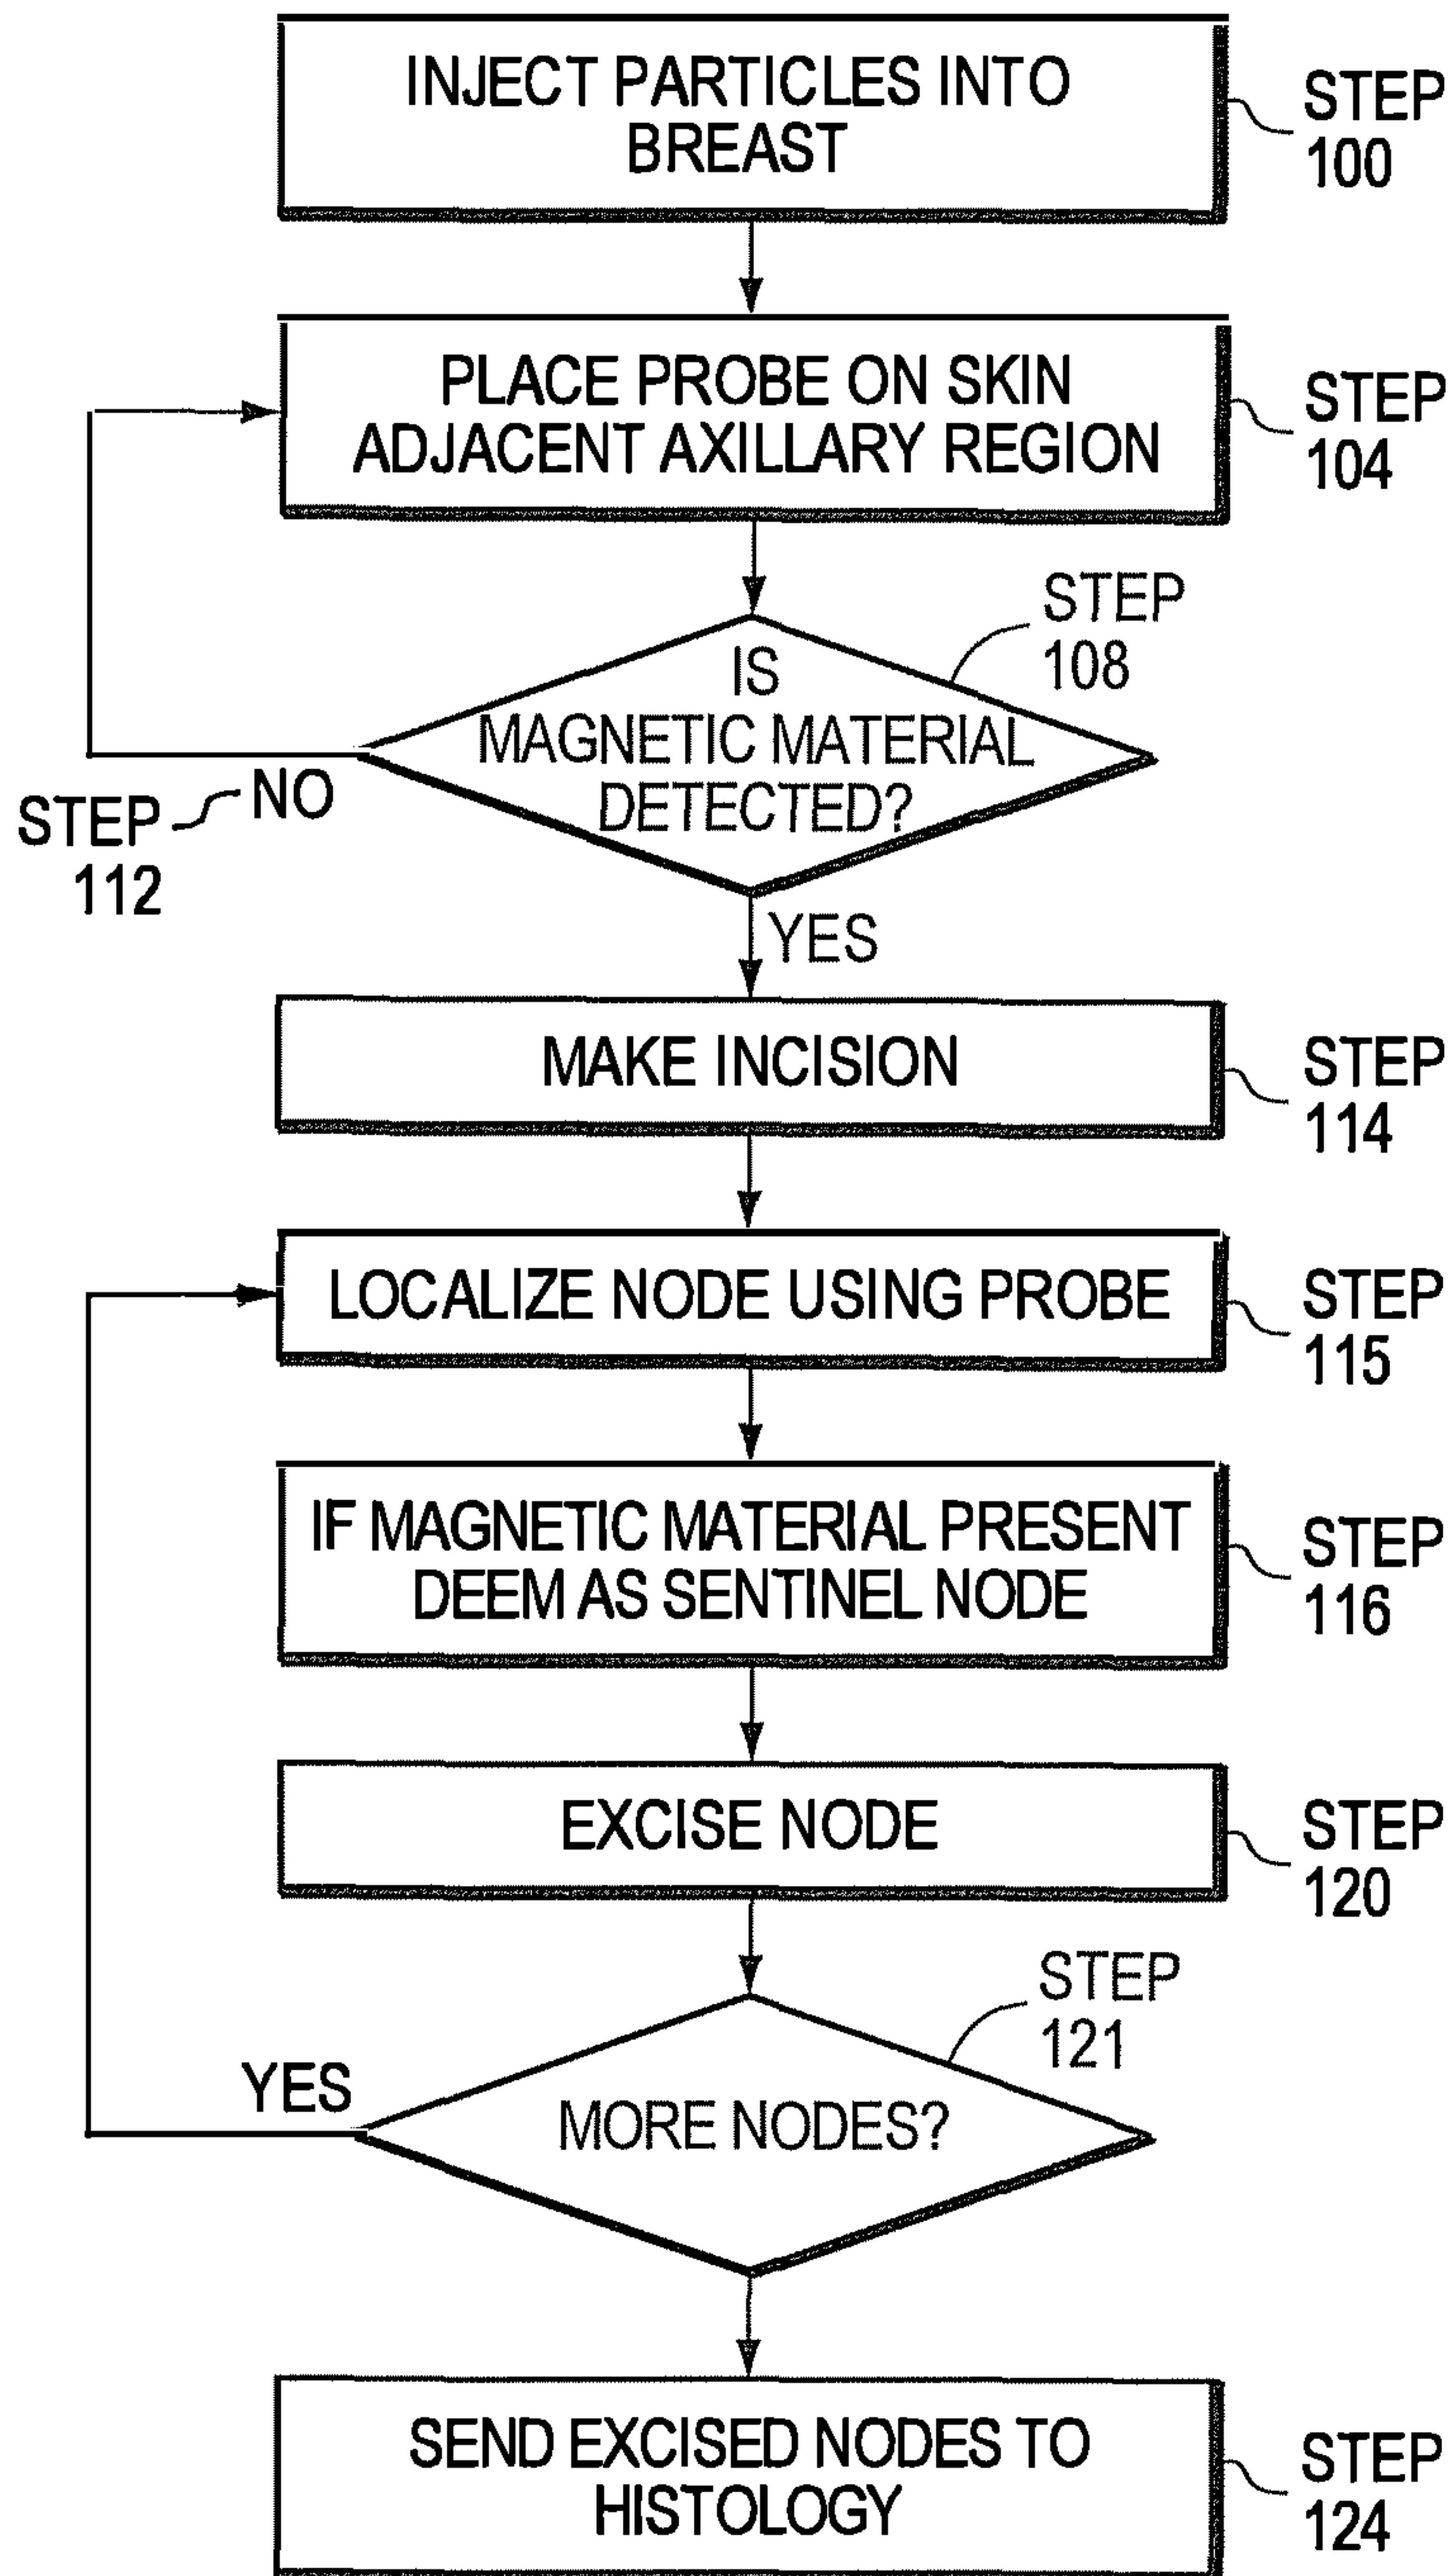 INJECT PARTICLES INTO
BREAST
STEP
100
PLACE PROBE ON SKIN
ADJACENT AXILLARY REGION
STEP
104
STEP
108
IS
MAGNETIC MATERIAL
DETECTED?
NO
STEP
112
YES
MAKE INCISION
STEP
114
LOCALIZE NODE USING PROBE
STEP
115
IF MAGNETIC MATERIAL PRESENT
DEEM AS SENTINEL NODE
STEP
116
EXCISE NODE
STEP
120
STEP
121
YES
MORE NODES?
SEND EXCISED NODES TO
HISTOLOGY
STEP
124